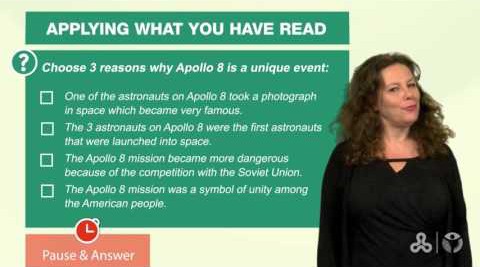 APPLYING WHAT YOU HAVE READ
?
Choose 3 reasons why Apollo 8 is a unique event:
One of the astronauts on Apollo 8 took a photograph
in space which became very famous.
The 3 astronauts on Apollo 8 were the first astronauts
that were launched into space.
The Apollo 8 mission became more dangerous
because of the competition with the Soviet Union.
The Apollo 8 mission was a symbol of unity among
the American people.
Pause & Answer